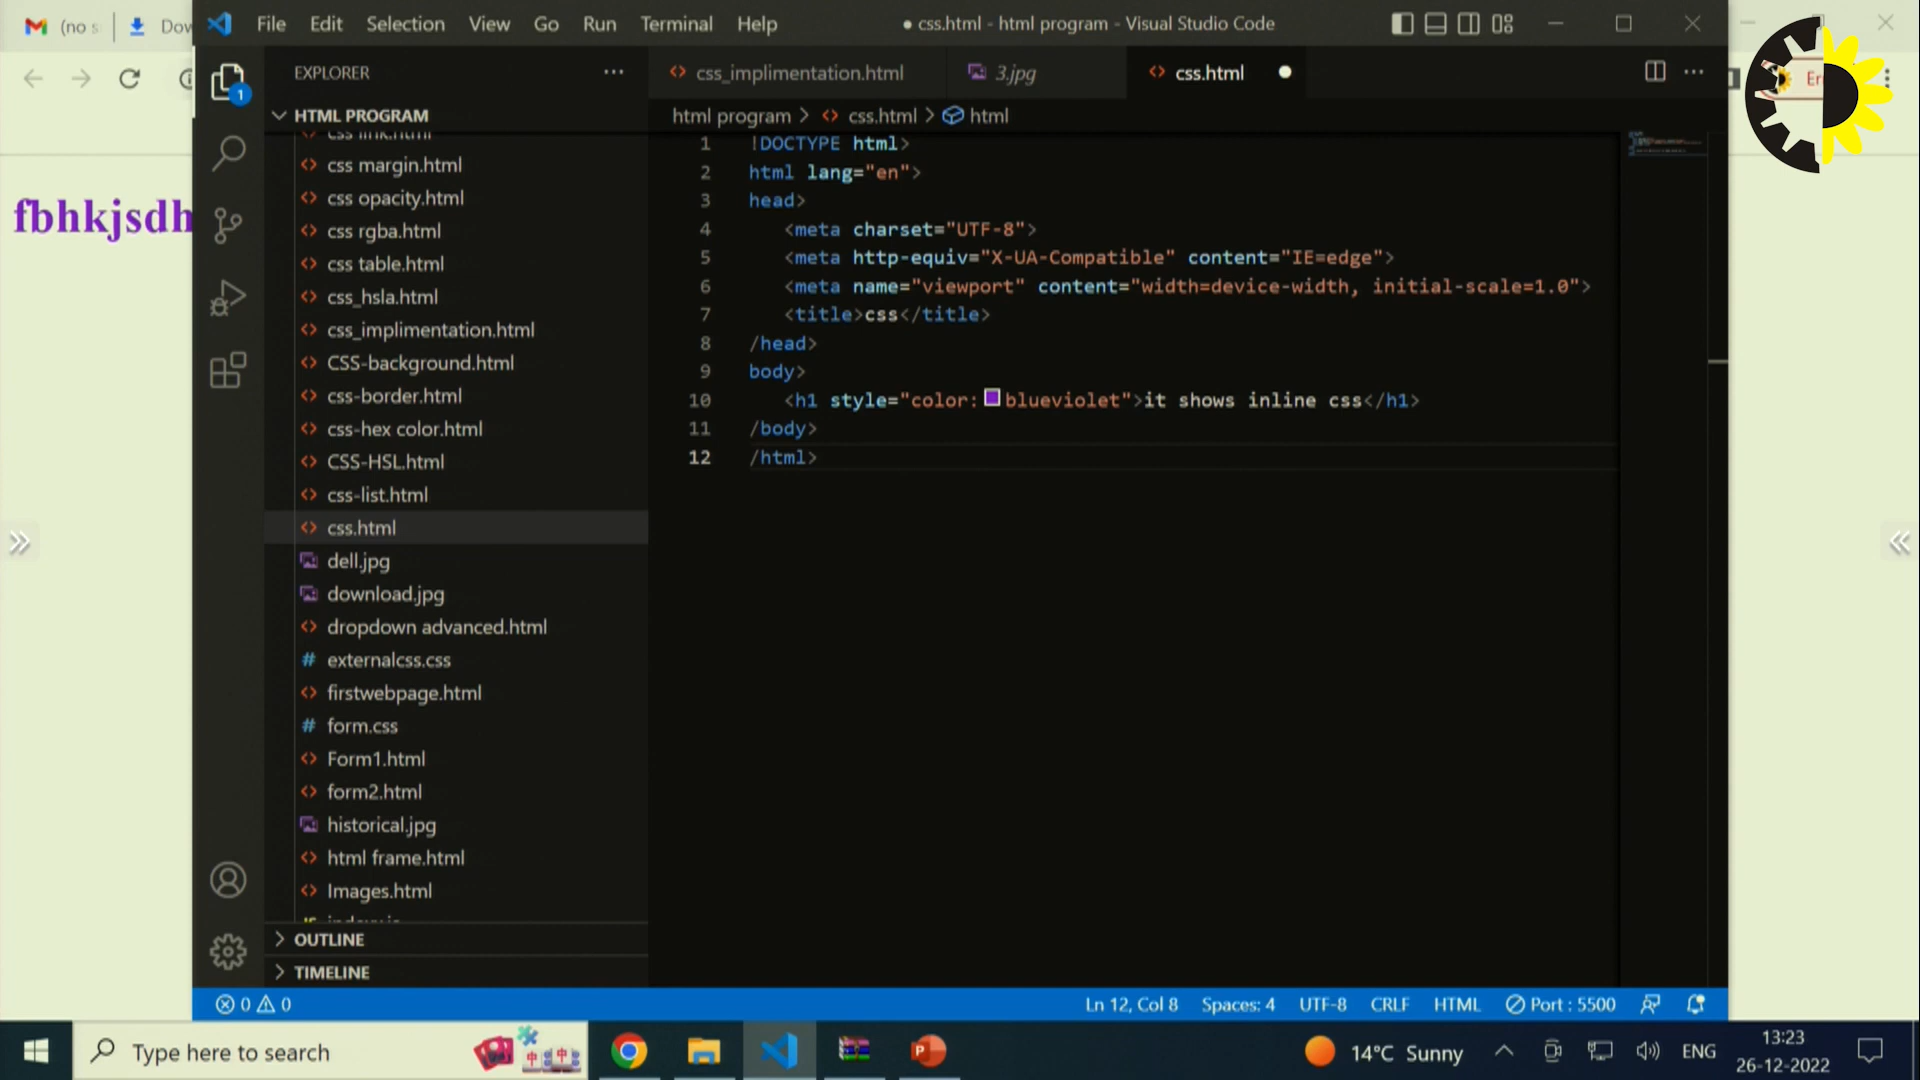 (no s
Dow
File Edit Selection View Go Run Terminal Help
● css.html - html program - Visual Studio Code
Er
EXPLORER
css_implimentation.html
3.jpg
css.html
HTML PROGRAM
html program > css.html > html
fbhkjsdh
css link.html
css margin.html
css opacity.html
css rgba.html
css table.html
css_hsla.html
css_implimentation.html
CSS-background.html
css-border.html
css-hex color.html
CSS-HSL.html
css-list.html
css.html
dell.jpg
download.jpg
dropdown advanced.html
externalcss.css
firstwebpage.html
form.css
Form1.html
form2.html
historical.jpg
html frame.html
Images.html
OUTLINE
TIMELINE
1 !DOCTYPE html>
2 html lang="en">
3 head>
4 <meta charset="UTF-8">
5 <meta http-equiv="X-UA-Compatible" content="IE=edge">
6 <meta name="viewport" content="width=device-width, initial-scale=1.0">
7 <title>css</title>
8 /head>
9 body>
10 <h1 style="color: blueviolet">it shows inline css</h1>
11 /body>
12 /html>
0 0
Ln 12, Col 8 Spaces: 4 UTF-8 CRLF HTML Port : 5500
Type here to search
14°C Sunny
ENG
13:23
26-12-2022